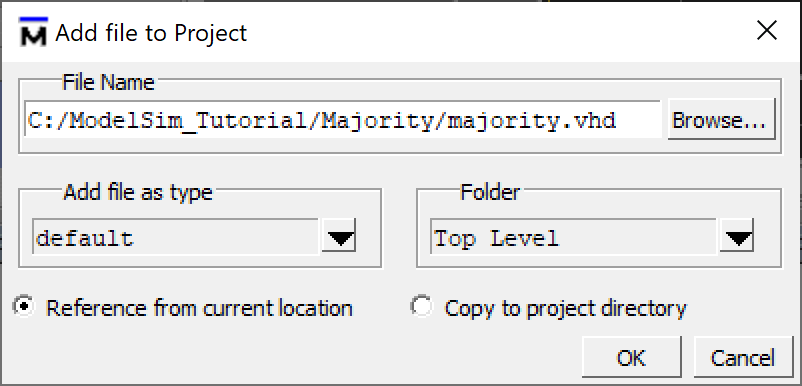 Add file to Project
File Name
C:/ModelSim_Tutorial/Majority/majority.vhd Browse...
Add file as type Folder
default Top Level
Reference from current location Copy to project directory
OK Cancel